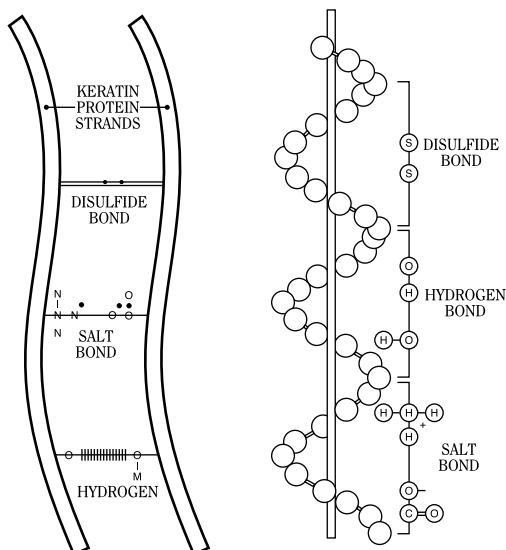 KERATIN
PROTEIN
STRANDS
DISULFIDE
BOND
N
O
N N O O
N
SALT
BOND
O O
M
HYDROGEN
S
S
DISULFIDE
BOND
O
H
HYDROGEN
BOND
H O
H H H
+
H
SALT
BOND
O −
C O